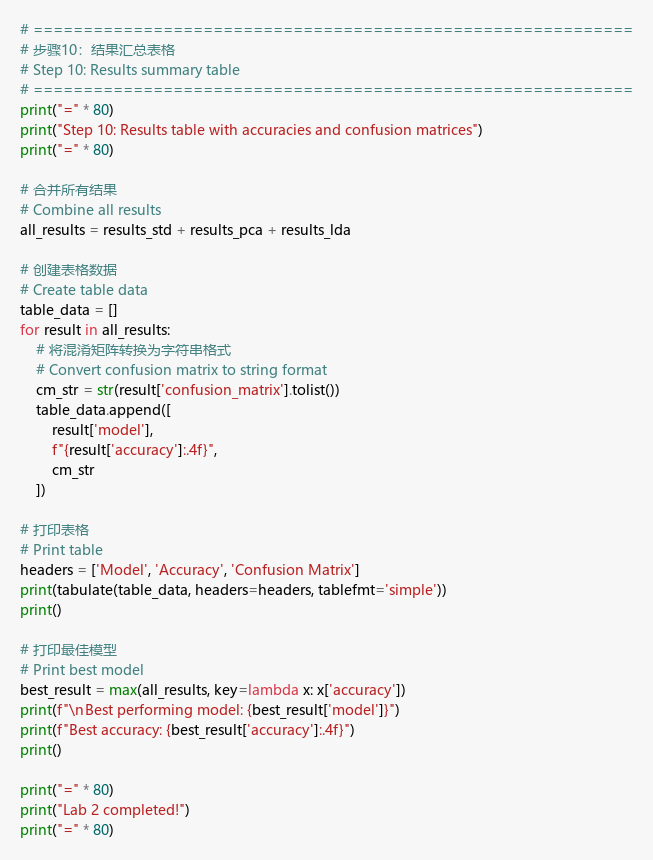 # ============================================================
# 步骤10：结果汇总表格
# Step 10: Results summary table
# ============================================================
print("=" * 80)
print("Step 10: Results table with accuracies and confusion matrices")
print("=" * 80)

# 合并所有结果
# Combine all results
all_results = results_std + results_pca + results_lda

# 创建表格数据
# Create table data
table_data = []
for result in all_results:
    # 将混淆矩阵转换为字符串格式
    # Convert confusion matrix to string format
    cm_str = str(result['confusion_matrix'].tolist())
    table_data.append([
        result['model'],
        f"{result['accuracy']:.4f}",
        cm_str
    ])

# 打印表格
# Print table
headers = ['Model', 'Accuracy', 'Confusion Matrix']
print(tabulate(table_data, headers=headers, tablefmt='simple'))
print()

# 打印最佳模型
# Print best model
best_result = max(all_results, key=lambda x: x['accuracy'])
print(f"\nBest performing model: {best_result['model']}")
print(f"Best accuracy: {best_result['accuracy']:.4f}")
print()

print("=" * 80)
print("Lab 2 completed!")
print("=" * 80)